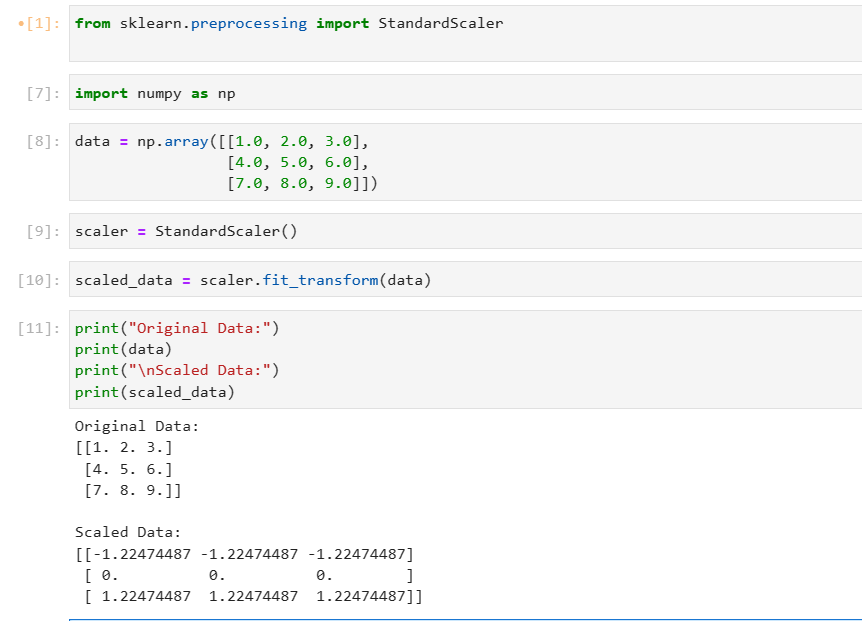 [1]: from sklearn.preprocessing import StandardScaler
[7]: import numpy as np
[8]: data = np.array([[1.0, 2.0, 3.0],
                 [4.0, 5.0, 6.0],
                 [7.0, 8.0, 9.0]])
[9]: scaler = StandardScaler()
[10]: scaled_data = scaler.fit_transform(data)
[11]: print("Original Data:")
print(data)
print("\nScaled Data:")
print(scaled_data)
Original Data:
[[1. 2. 3.]
 [4. 5. 6.]
 [7. 8. 9.]]
Scaled Data:
[[-1.22474487 -1.22474487 -1.22474487]
 [ 0.          0.          0.        ]
 [ 1.22474487  1.22474487  1.22474487]]